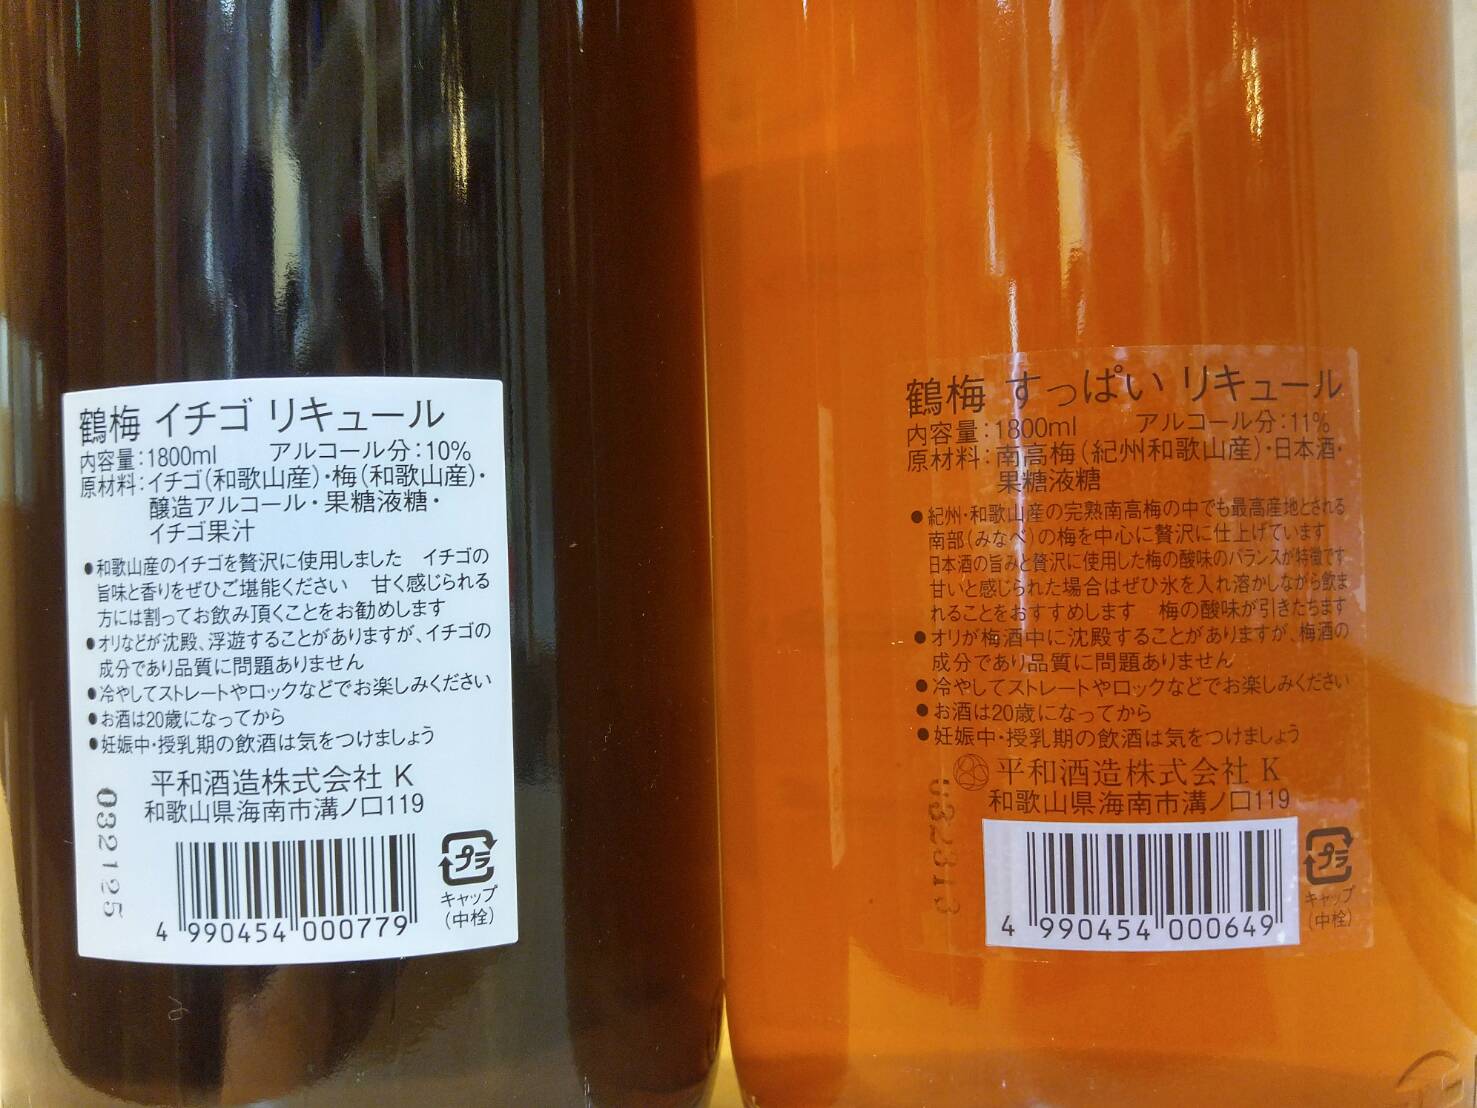 鶴梅 イチゴ リキュール
内容量:1800ml アルコール分:10%
原材料:イチゴ(和歌山産)・梅(和歌山産)・
醸造アルコール・果糖液糖・
イチゴ果汁
●和歌山産のイチゴを贅沢に使用しました イチゴの
旨味と香りをぜひご堪能ください 甘く感じられる
方には割ってお飲み頂くことをお勧めします
●オリなどが沈殿、浮遊することがありますが、イチゴの
成分であり品質に問題ありません
●冷やしてストレートやロックなどでお楽しみください
●お酒は20歳になってから
●妊娠中・授乳期の飲酒は気をつけましょう
平和酒造株式会社 K
和歌山県海南市溝ノ口119
032125
プラ
キャップ
(中栓)
4 990454 000779
鶴梅 すっぱい リキュール
内容量:1800ml アルコール分:11%
原材料:南高梅(紀州和歌山産)・日本酒・
果糖液糖
●紀州・和歌山産の完熟南高梅の中でも最高産地とされる
南部(みなべ)の梅を中心に贅沢に仕上げています
日本酒の旨みと贅沢に使用した梅の酸味のバランスが特徴です
甘いと感じられた場合はぜひ氷を入れ溶かしながら飲ま
れることをおすすめします 梅の酸味が引きたちます
●オリが梅酒中に沈殿することがありますが、梅酒の
成分であり品質に問題ありません
●冷やしてストレートやロックなどでお楽しみください
●お酒は20歳になってから
●妊娠中・授乳期の飲酒は気をつけましょう
平和酒造株式会社 K
和歌山県海南市溝ノ口119
032313
プラ
キャップ
(中栓)
4 990454 000649